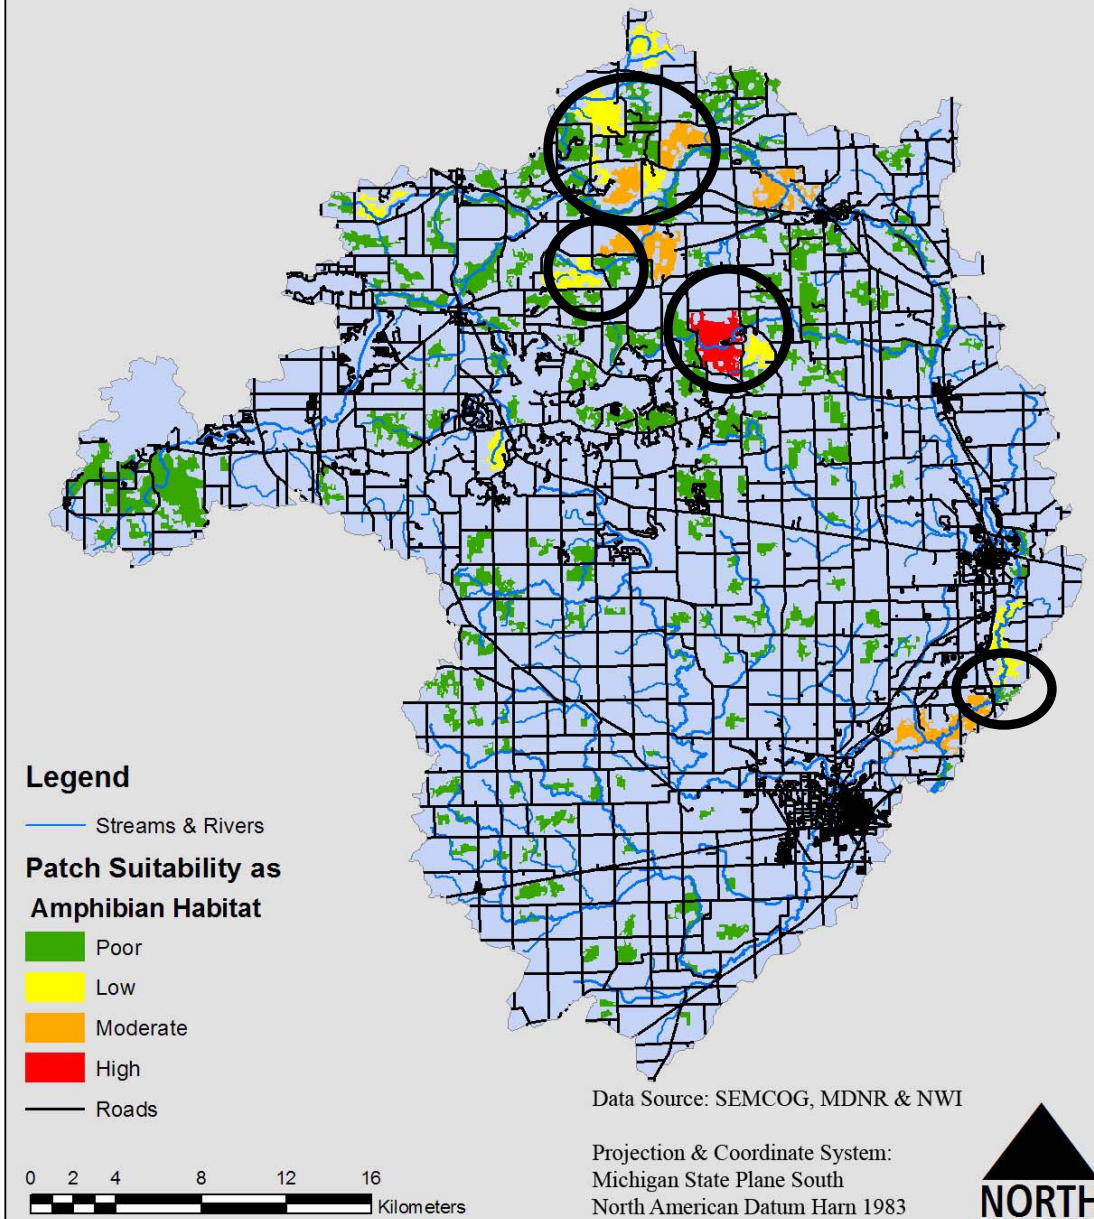 Legend
Streams & Rivers
Patch Suitability as
Amphibian Habitat
Poor
Low
Moderate
High
Roads
0 2 4 8 12 16
Kilometers
Data Source: SEMCOG, MDNR & NWI
Projection & Coordinate System:
Michigan State Plane South
North American Datum Harn 1983
NORTH